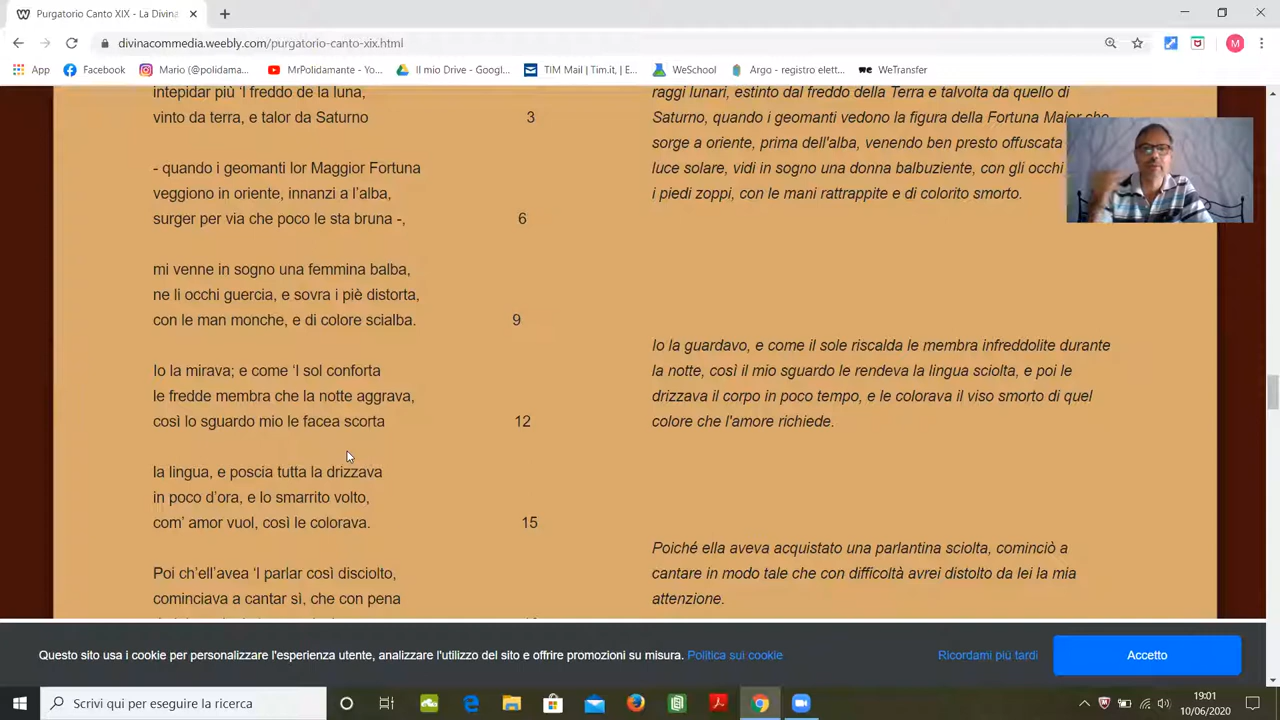 Purgatorio Canto XIX - La Divina
divinacommedia.weebly.com/purgatorio-canto-xix.html
App Facebook Mario (@polidama... MrPolidamante - Yo... Il mio Drive - Googl... TIM Mail | Tim.it, | E... WeSchool Argo - registro elett... WeTransfer
intepidar più 'l freddo de la luna,
vinto da terra, e talor da Saturno 3
- quando i geomanti lor Maggior Fortuna
veggiono in oriente, innanzi a l'alba,
surger per via che poco le sta bruna -, 6
mi venne in sogno una femmina balba,
ne li occhi guercia, e sovra i piè distorta,
con le man monche, e di colore scialba. 9
Io la mirava; e come 'l sol conforta
le fredde membra che la notte aggrava,
così lo sguardo mio le facea scorta 12
la lingua, e poscia tutta la drizzava
in poco d'ora, e lo smarrito volto,
com' amor vuol, così le colorava. 15
Poi ch'ell'avea 'l parlar così disciolto,
cominciava a cantar sì, che con pena
raggi lunari, estinto dal freddo della Terra e talvolta da quello di
Saturno, quando i geomanti vedono la figura della Fortuna Maior che
sorge a oriente, prima dell'alba, venendo ben presto offuscata
luce solare, vidi in sogno una donna balbuziente, con gli occhi
i piedi zoppi, con le mani rattrappite e di colorito smorto.
Io la guardavo, e come il sole riscalda le membra infreddolite durante
la notte, così il mio sguardo le rendeva la lingua sciolta, e poi le
drizzava il corpo in poco tempo, e le colorava il viso smorto di quel
colore che l'amore richiede.
Poiché ella aveva acquistato una parlantina sciolta, cominciò a
cantare in modo tale che con difficoltà avrei distolto da lei la mia
attenzione.
Questo sito usa i cookie per personalizzare l'esperienza utente, analizzare l'utilizzo del sito e offrire promozioni su misura. Politica sui cookie
Ricordami più tardi
Accetto
Scrivi qui per eseguire la ricerca
19:01
10/06/2020